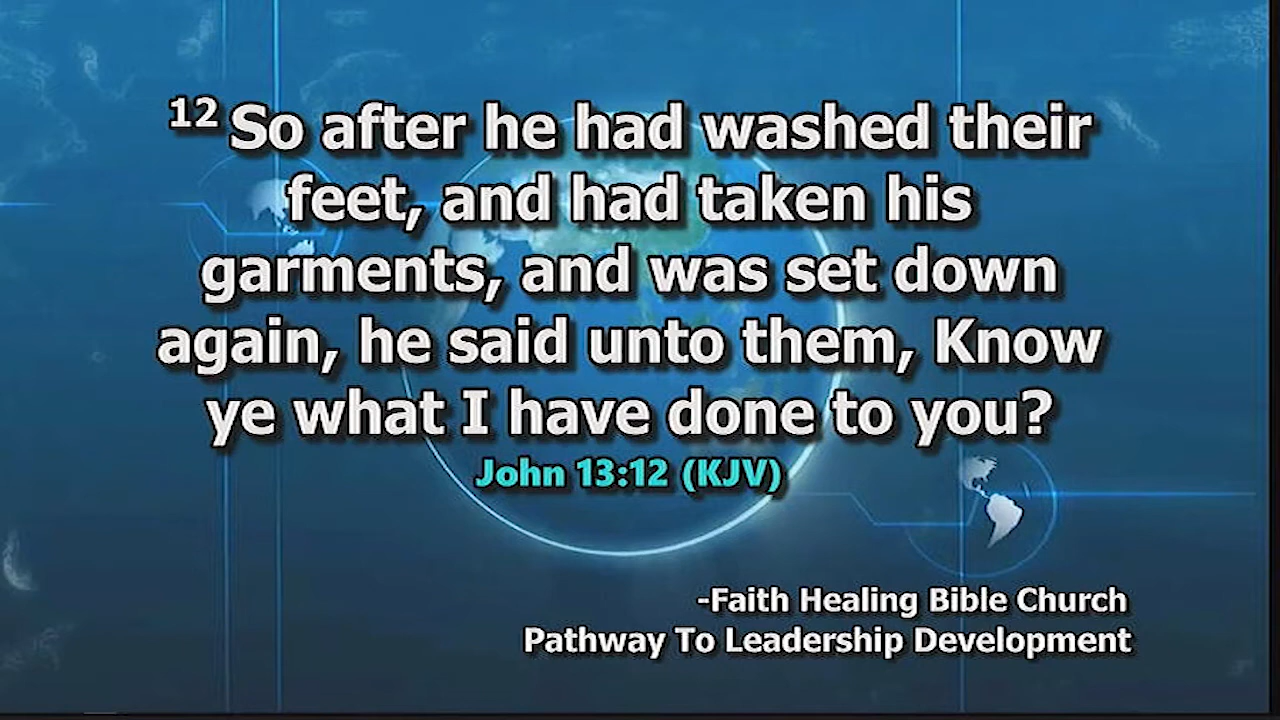 12 So after he had washed their
feet, and had taken his
garments, and was set down
again, he said unto them, Know
ye what I have done to you?
John 13:12 (KJV)
-Faith Healing Bible Church
Pathway To Leadership Development